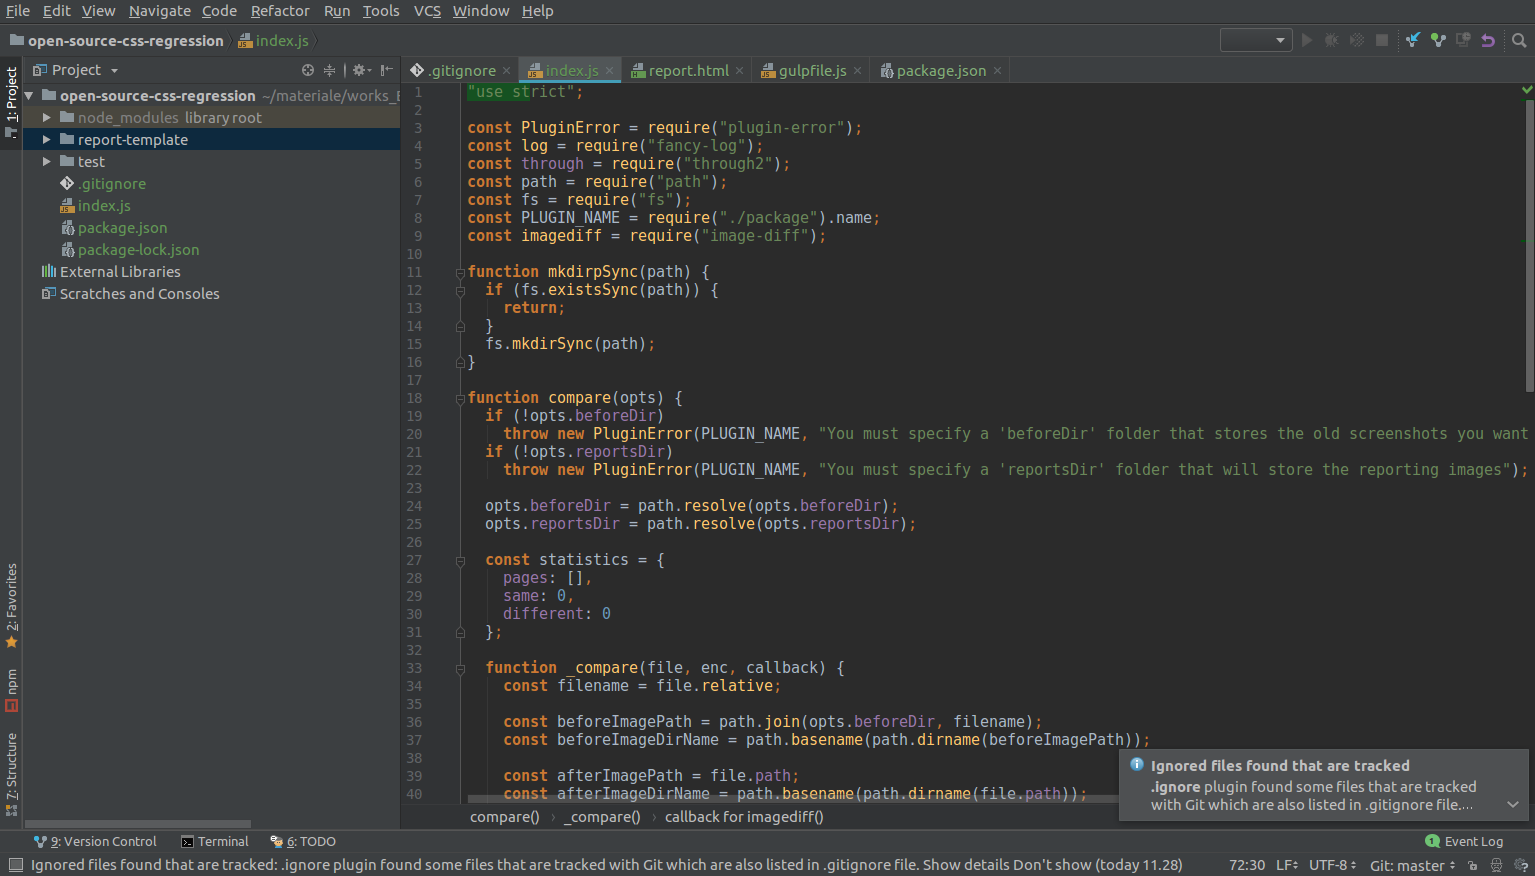 File Edit View Navigate Code Refactor Run Tools VCS Window Help
open-source-css-regression index.js
1: Project
Project
.gitignore index.js report.html gulpfile.js package.json
open-source-css-regression ~/materiale/works_
node_modules library root
report-template
test
.gitignore
index.js
package.json
package-lock.json
External Libraries
Scratches and Consoles
2: Favorites
npm
7: Structure
1 "use strict";
2
3 const PluginError = require("plugin-error");
4 const log = require("fancy-log");
5 const through = require("through2");
6 const path = require("path");
7 const fs = require("fs");
8 const PLUGIN_NAME = require("./package").name;
9 const imagediff = require("image-diff");
10
11 function mkdirpSync(path) {
12 if (fs.existsSync(path)) {
13 return;
14 }
15 fs.mkdirSync(path);
16 }
17
18 function compare(opts) {
19 if (!opts.beforeDir)
20 throw new PluginError(PLUGIN_NAME, "You must specify a 'beforeDir' folder that stores the old screenshots you want
21 if (!opts.reportsDir)
22 throw new PluginError(PLUGIN_NAME, "You must specify a 'reportsDir' folder that will store the reporting images");
23
24 opts.beforeDir = path.resolve(opts.beforeDir);
25 opts.reportsDir = path.resolve(opts.reportsDir);
26
27 const statistics = {
28 pages: [],
29 same: 0,
30 different: 0
31 };
32
33 function _compare(file, enc, callback) {
34 const filename = file.relative;
35
36 const beforeImagePath = path.join(opts.beforeDir, filename);
37 const beforeImageDirName = path.basename(path.dirname(beforeImagePath));
38
39 const afterImagePath = file.path;
40 const afterImageDirName = path.basename(path.dirname(file.path));
Ignored files found that are tracked
.ignore plugin found some files that are tracked
with Git which are also listed in .gitignore file....
compare() › _compare() › callback for imagediff()
9: Version Control Terminal 6: TODO
1 Event Log
Ignored files found that are tracked: .ignore plugin found some files that are tracked with Git which are also listed in .gitignore file. Show details Don't show (today 11.28) 72:30 LF UTF-8 Git: master